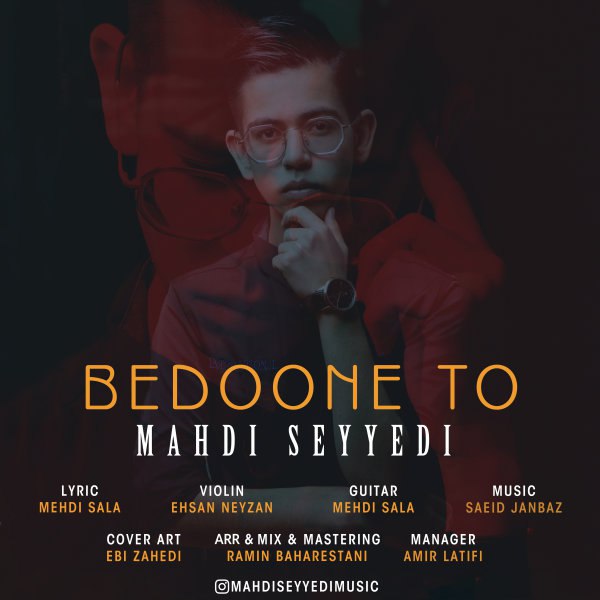 BEDOONE TO
MAHDI SEYYEDI
LYRIC VIOLIN GUITAR MUSIC
MEHDI SALA EHSAN NEYZAN MEHDI SALA SAEID JANBAZ
COVER ART ARR & MIX & MASTERING MANAGER
EBI ZAHEDI RAMIN BAHARESTANI AMIR LATIFI
MAHDISEYYEDIMUSIC